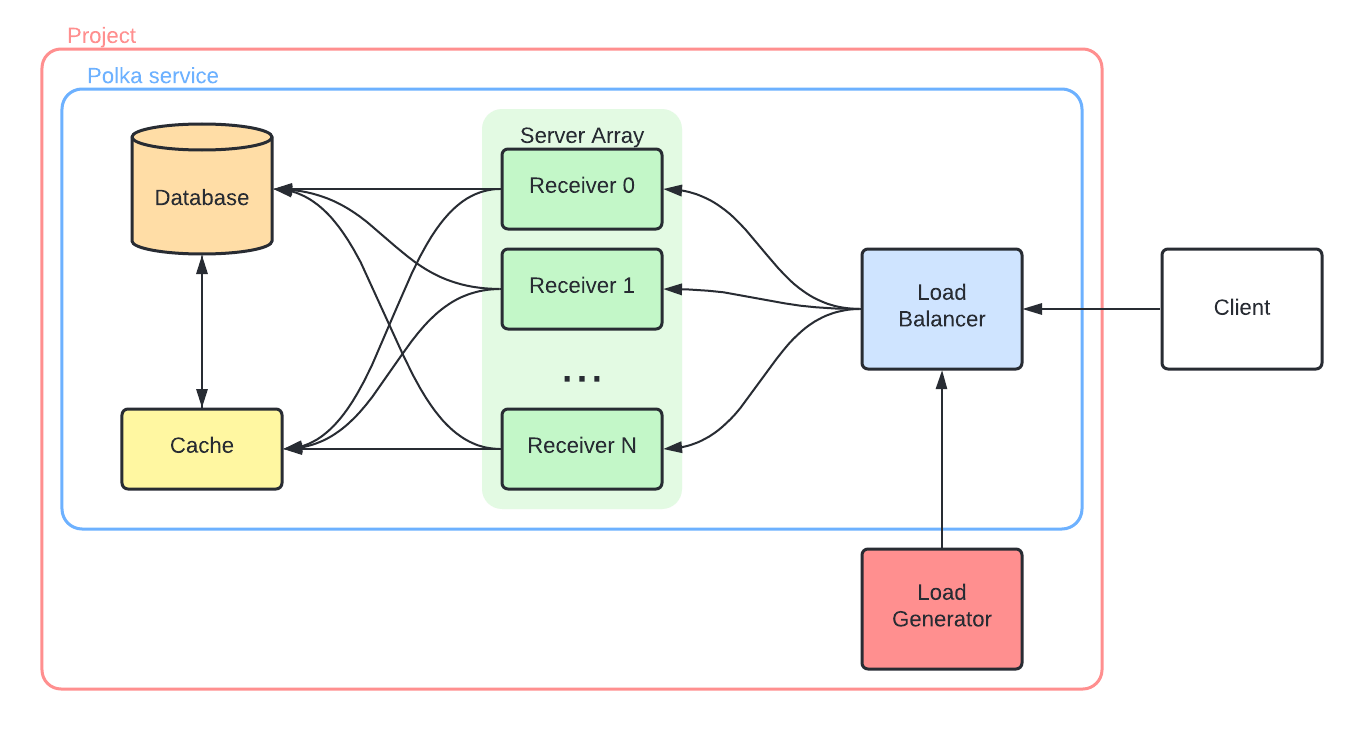 Project
Polka service
Server Array
Database
Receiver 0
Receiver 1
Load
Balancer
Client
...
Cache
Receiver N
Load
Generator